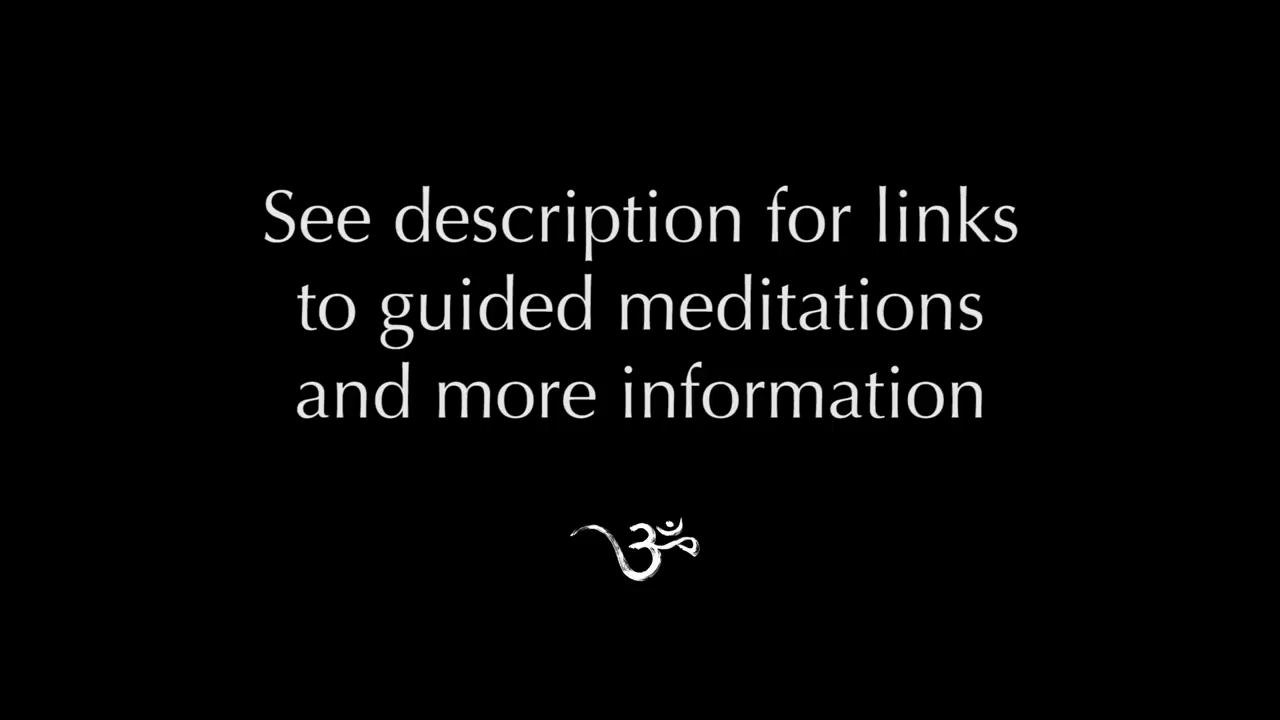 See description for links
to guided meditations
and more information
ॐ